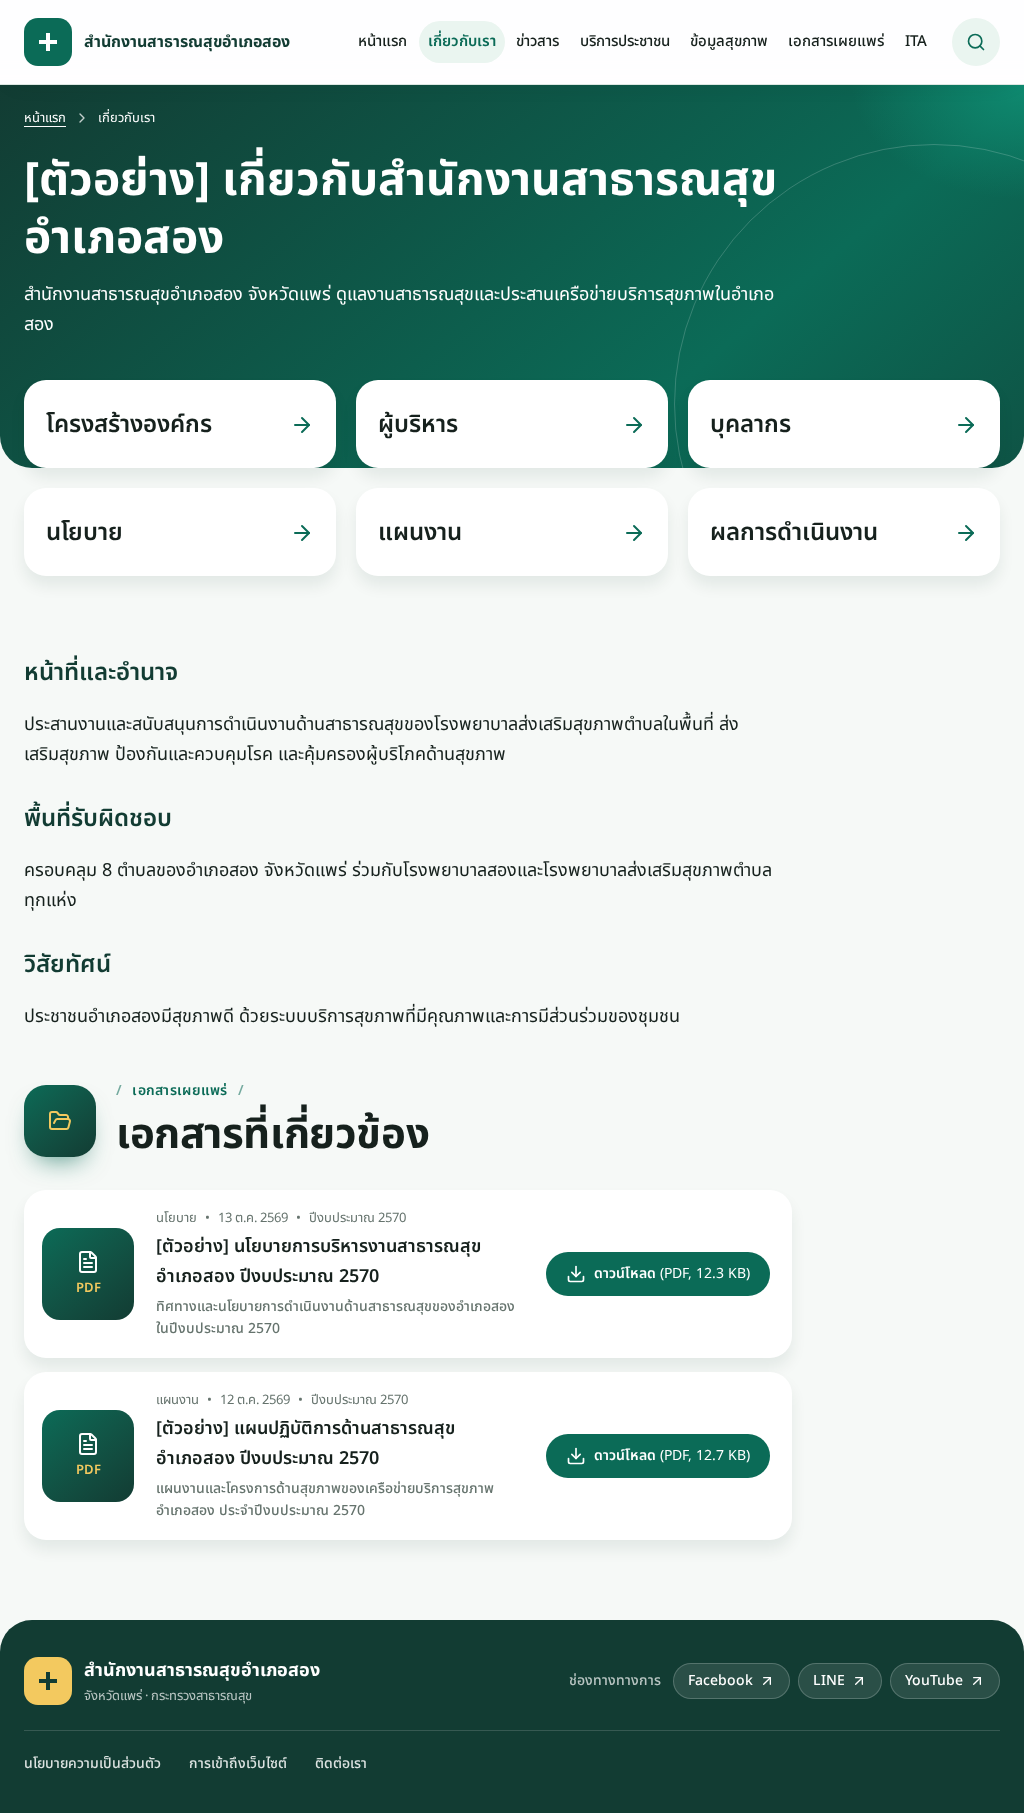 สำนักงานสาธารณสุขอำเภอสอง
หน้าแรก
เกี่ยวกับเรา
ข่าวสาร
บริการประชาชน
ข้อมูลสุขภาพ
เอกสารเผยแพร่
ITA
หน้าแรก
เกี่ยวกับเรา
[ตัวอย่าง] เกี่ยวกับสำนักงานสาธารณสุข
อำเภอสอง
สำนักงานสาธารณสุขอำเภอสอง จังหวัดแพร่ ดูแลงานสาธารณสุขและประสานเครือข่ายบริการสุขภาพในอำเภอ
สอง
โครงสร้างองค์กร
ผู้บริหาร
บุคลากร
นโยบาย
แผนงาน
ผลการดำเนินงาน
หน้าที่และอำนาจ
ประสานงานและสนับสนุนการดำเนินงานด้านสาธารณสุขของโรงพยาบาลส่งเสริมสุขภาพตำบลในพื้นที่ ส่ง
เสริมสุขภาพ ป้องกันและควบคุมโรค และคุ้มครองผู้บริโภคด้านสุขภาพ
พื้นที่รับผิดชอบ
ครอบคลุม 8 ตำบลของอำเภอสอง จังหวัดแพร่ ร่วมกับโรงพยาบาลสองและโรงพยาบาลส่งเสริมสุขภาพตำบล
ทุกแห่ง
วิสัยทัศน์
ประชาชนอำเภอสองมีสุขภาพดี ด้วยระบบบริการสุขภาพที่มีคุณภาพและการมีส่วนร่วมของชุมชน
/ เอกสารเผยแพร่ /
เอกสารที่เกี่ยวข้อง
PDF
นโยบาย • 13 ต.ค. 2569 • ปีงบประมาณ 2570
[ตัวอย่าง] นโยบายการบริหารงานสาธารณสุข
อำเภอสอง ปีงบประมาณ 2570
ทิศทางและนโยบายการดำเนินงานด้านสาธารณสุขของอำเภอสอง
ในปีงบประมาณ 2570
ดาวน์โหลด (PDF, 12.3 KB)
PDF
แผนงาน • 12 ต.ค. 2569 • ปีงบประมาณ 2570
[ตัวอย่าง] แผนปฏิบัติการด้านสาธารณสุข
อำเภอสอง ปีงบประมาณ 2570
แผนงานและโครงการด้านสุขภาพของเครือข่ายบริการสุขภาพ
อำเภอสอง ประจำปีงบประมาณ 2570
ดาวน์โหลด (PDF, 12.7 KB)
สำนักงานสาธารณสุขอำเภอสอง
จังหวัดแพร่ · กระทรวงสาธารณสุข
ช่องทางทางการ
Facebook
LINE
YouTube
นโยบายความเป็นส่วนตัว
การเข้าถึงเว็บไซต์
ติดต่อเรา